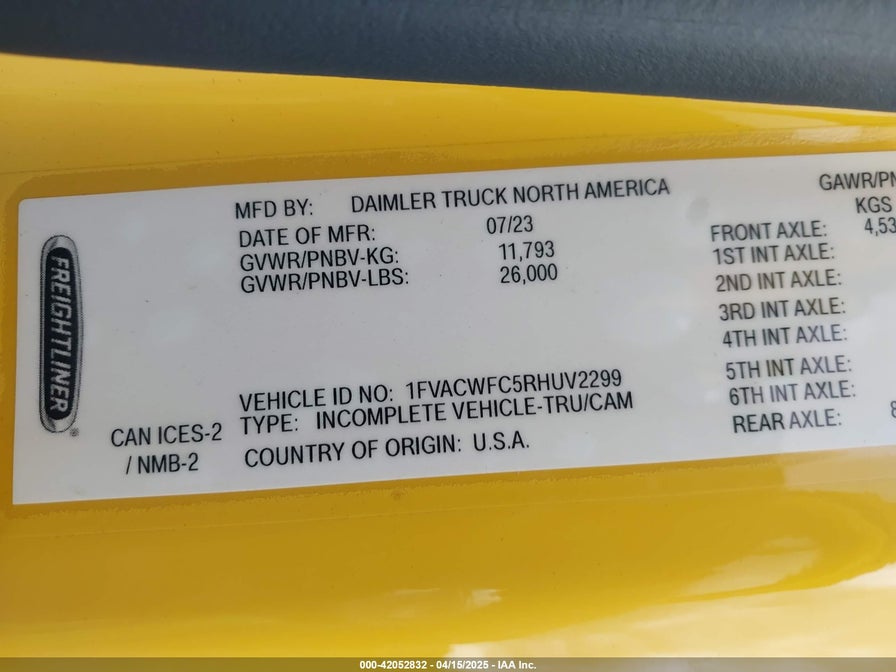 FREIGHTLINER
®
MFD BY: DAIMLER TRUCK NORTH AMERICA
DATE OF MFR: 07/23
GVWR/PNBV-KG: 11,793
GVWR/PNBV-LBS: 26,000
VEHICLE ID NO: 1FVACWFC5RHUV2299
TYPE: INCOMPLETE VEHICLE-TRU/CAM
COUNTRY OF ORIGIN: U.S.A.
CAN ICES-2
/ NMB-2
GAWR/PN
KGS
FRONT AXLE: 4,53
1ST INT AXLE:
2ND INT AXLE:
3RD INT AXLE:
4TH INT AXLE:
5TH INT AXLE:
6TH INT AXLE:
REAR AXLE:
000-42052832 - 04/15/2025 - IAA Inc.